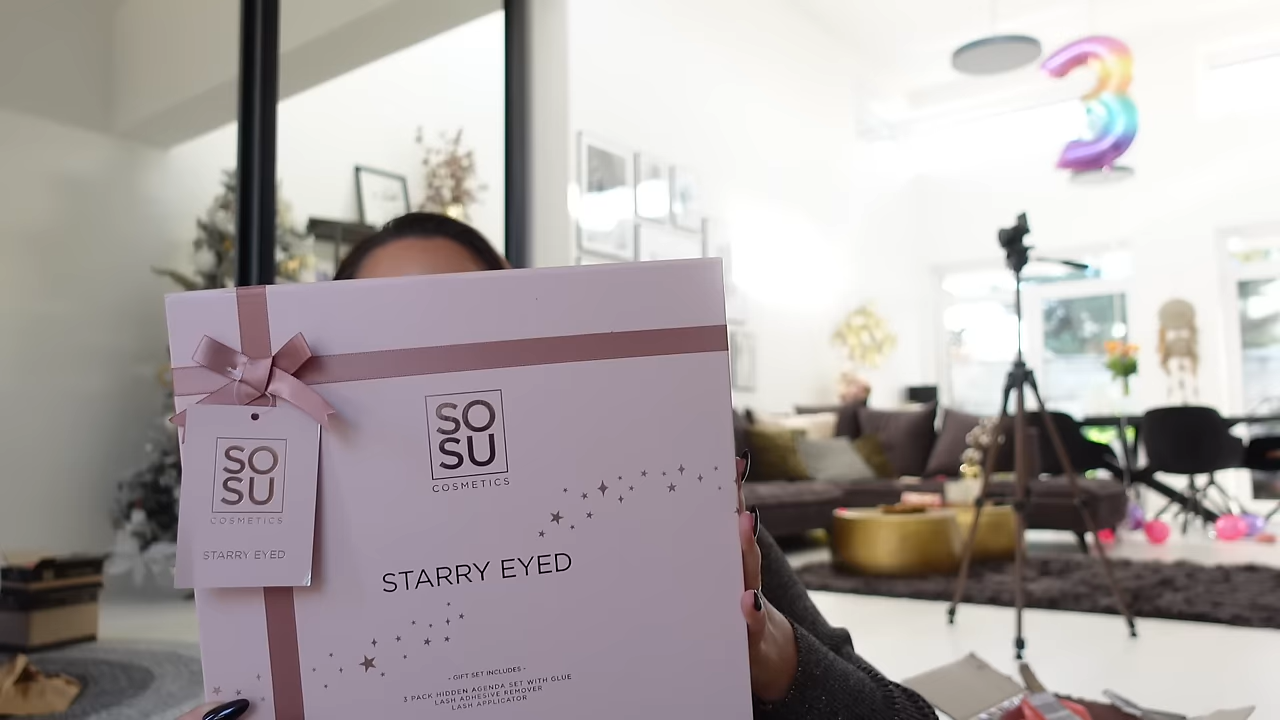 SO
SU
COSMETICS
STARRY EYED
SO
SU
COSMETICS
STARRY EYED
- GIFT SET INCLUDES -
3 PACK HIDDEN AGENDA SET WITH GLUE
LASH ADHESIVE REMOVER
LASH APPLICATOR
3